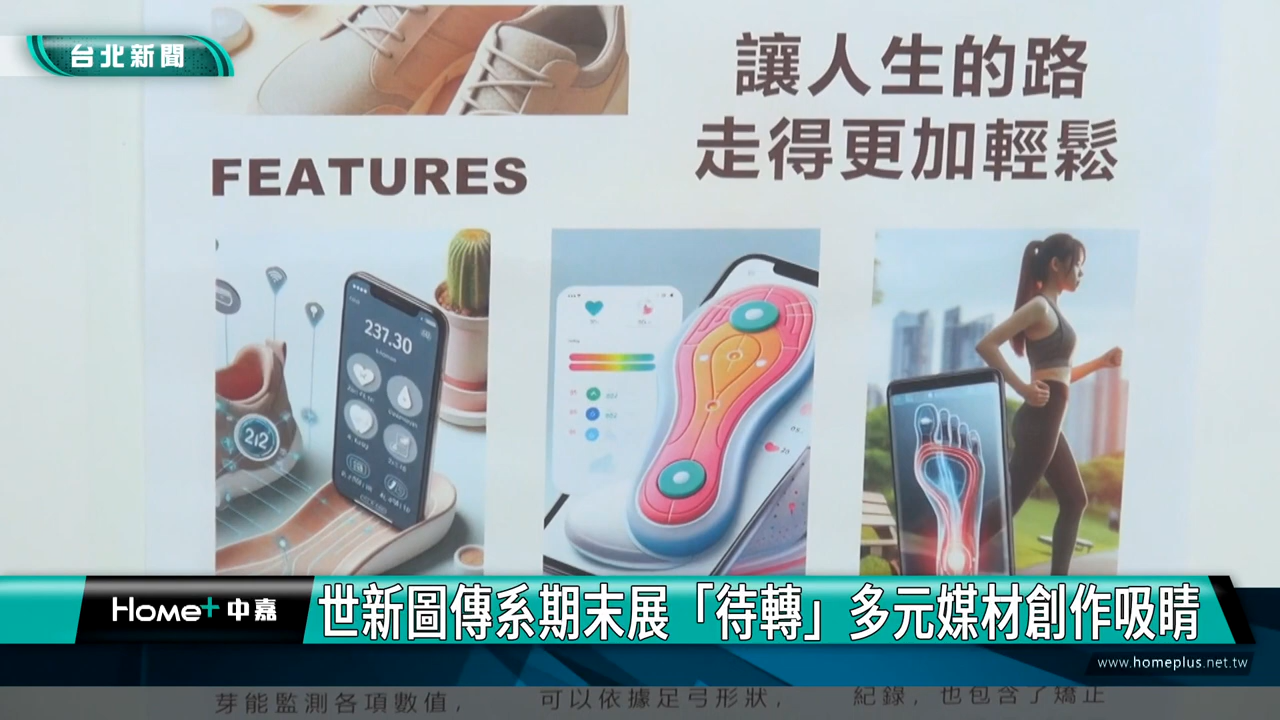 台北新聞
讓人生的路
走得更加輕鬆
FEATURES
237.30
212
Home+ 中嘉
世新圖傳系期末展「待轉」多元媒材創作吸睛
www.homeplus.net.tw
芽能監測各項數值，
可以依據足弓形狀，
紀錄，也包含了矯正